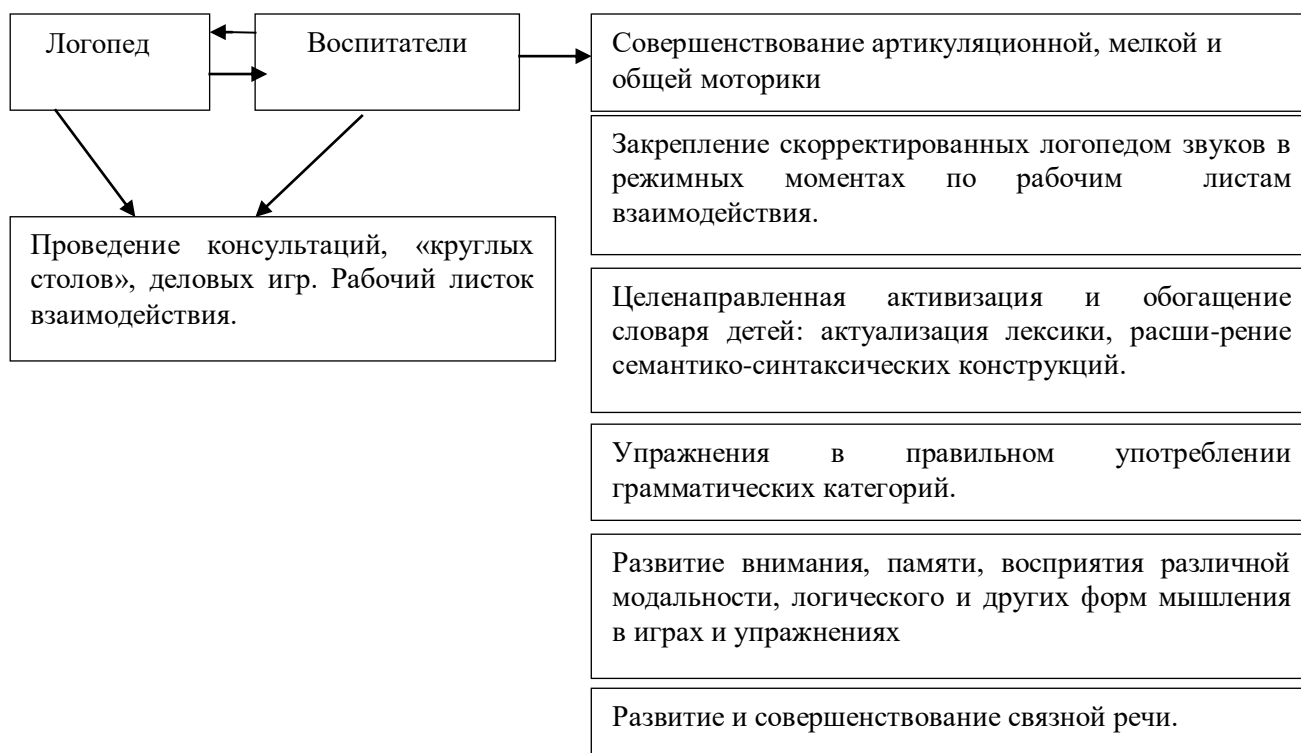 Логопед
Воспитатели
Совершенствование артикуляционной, мелкой и
общей моторики
Закрепление скорректированных логопедом звуков в
режимных моментах по рабочим листам
взаимодействия.
Проведение консультаций, «круглых
столов», деловых игр. Рабочий листок
взаимодействия.
Целенаправленная активизация и обогащение
словаря детей: актуализация лексики, расши-рение
семантико-синтаксических конструкций.
Упражнения в правильном употреблении
грамматических категорий.
Развитие внимания, памяти, восприятия различной
модальности, логического и других форм мышления
в играх и упражнениях
Развитие и совершенствование связной речи.